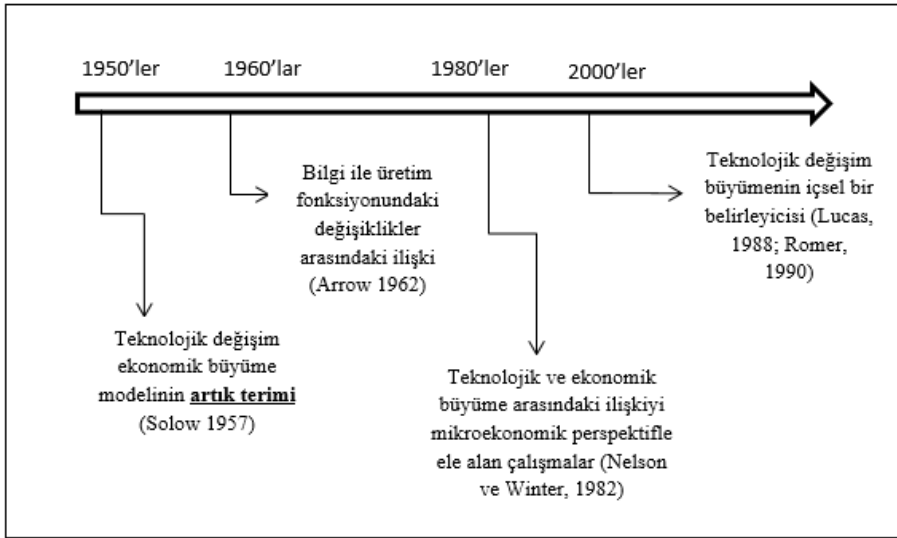 1950’ler
1960’lar
1980’ler
2000’ler
Teknolojik değişim
ekonomik büyüme
modelinin artık terimi
(Solow 1957)
Bilgi ile üretim
fonksiyonundaki
değişiklikler
arasındaki ilişki
(Arrow 1962)
Teknolojik ve ekonomik
büyüme arasındaki ilişkiyi
mikroekonomik perspektifle
ele alan çalışmalar (Nelson
ve Winter, 1982)
Teknolojik değişim
büyümenin içsel bir
belirleyicisi (Lucas,
1988; Romer,
1990)